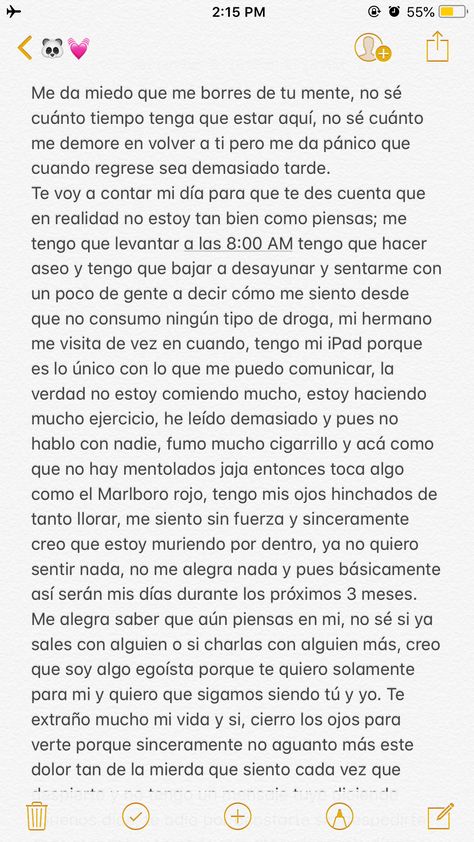 2:15 PM
55%
Me da miedo que me borres de tu mente, no sé
cuánto tiempo tenga que estar aquí, no sé cuánto
me demore en volver a ti pero me da pánico que
cuando regrese sea demasiado tarde.
Te voy a contar mi día para que te des cuenta que
en realidad no estoy tan bien como piensas; me
tengo que levantar a las 8:00 AM tengo que hacer
aseo y tengo que bajar a desayunar y sentarme con
un poco de gente a decir cómo me siento desde
que no consumo ningún tipo de droga, mi hermano
me visita de vez en cuando, tengo mi iPad porque
es lo único con lo que me puedo comunicar, la
verdad no estoy comiendo mucho, estoy haciendo
mucho ejercicio, he leído demasiado y pues no
hablo con nadie, fumo mucho cigarrillo y acá como
que no hay mentolados jaja entonces toca algo
como el Marlboro rojo, tengo mis ojos hinchados de
tanto llorar, me siento sin fuerza y sinceramente
creo que estoy muriendo por dentro, ya no quiero
sentir nada, no me alegra nada y pues básicamente
así serán mis días durante los próximos 3 meses.
Me alegra saber que aún piensas en mi, no sé si ya
sales con alguien o si charlas con alguien más, creo
que soy algo egoísta porque te quiero solamente
para mi y quiero que sigamos siendo tú y yo. Te
extraño mucho mi vida y si, cierro los ojos para
verte porque sinceramente no aguanto más este
dolor tan de la mierda que siento cada vez que
despierto y no tengo un mensaje tuyo diciendo